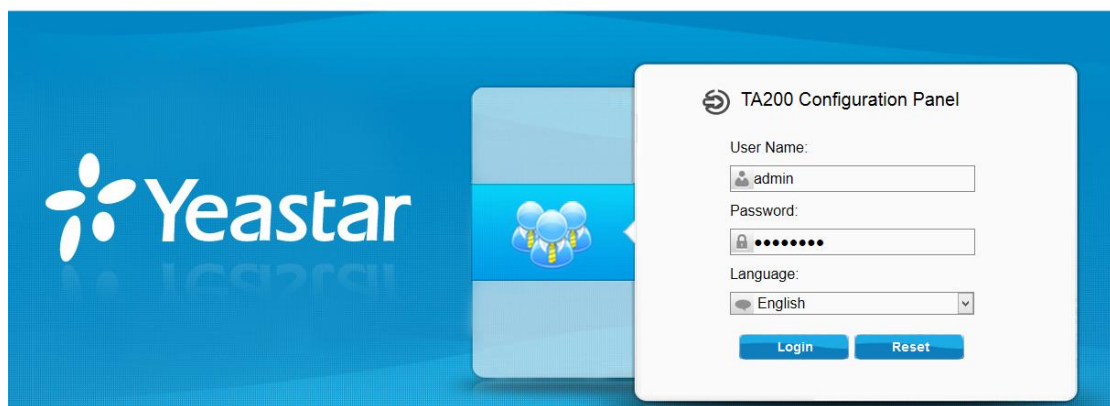 Yeastar
TA200 Configuration Panel
User Name:
admin
Password:
••••••••
Language:
English
Login
Reset